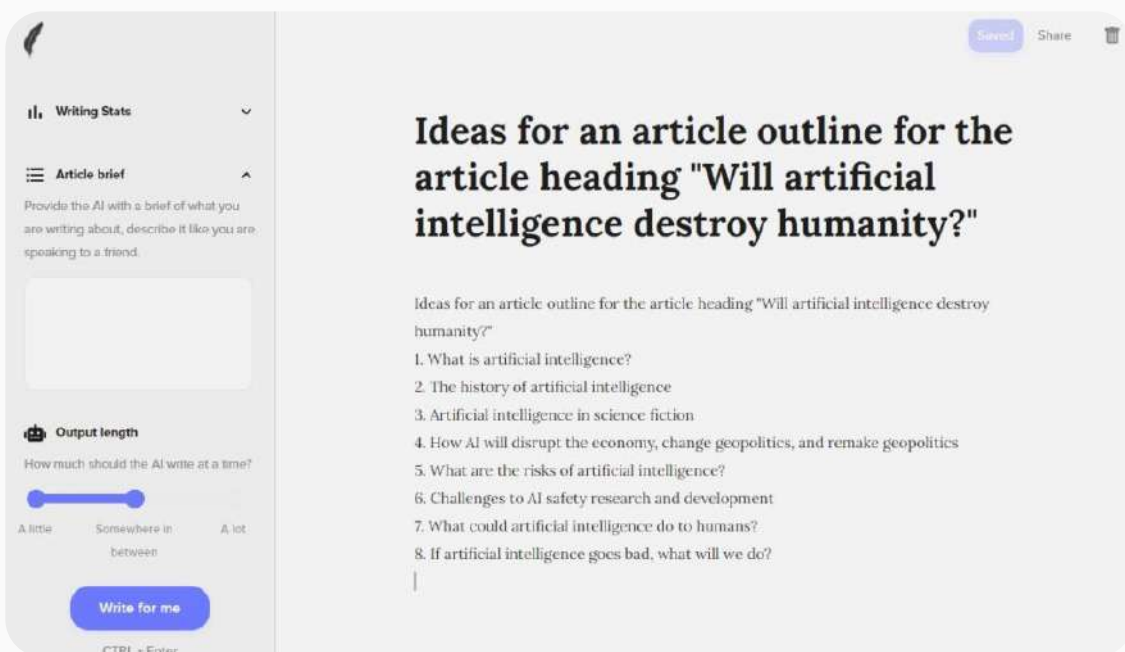 Saved Share
Writing Stats
Article brief
Provide the AI with a brief of what you
are writing about, describe it like you are
speaking to a friend.
Output length
How much should the AI write at a time?
A little Somewhere in A lot
between
Write for me
CTRL + Enter
Ideas for an article outline for the
article heading "Will artificial
intelligence destroy humanity?"
Ideas for an article outline for the article heading "Will artificial intelligence destroy
humanity?"
1. What is artificial intelligence?
2. The history of artificial intelligence
3. Artificial intelligence in science fiction
4. How AI will disrupt the economy, change geopolitics, and remake geopolitics
5. What are the risks of artificial intelligence?
6. Challenges to AI safety research and development
7. What could artificial intelligence do to humans?
8. If artificial intelligence goes bad, what will we do?